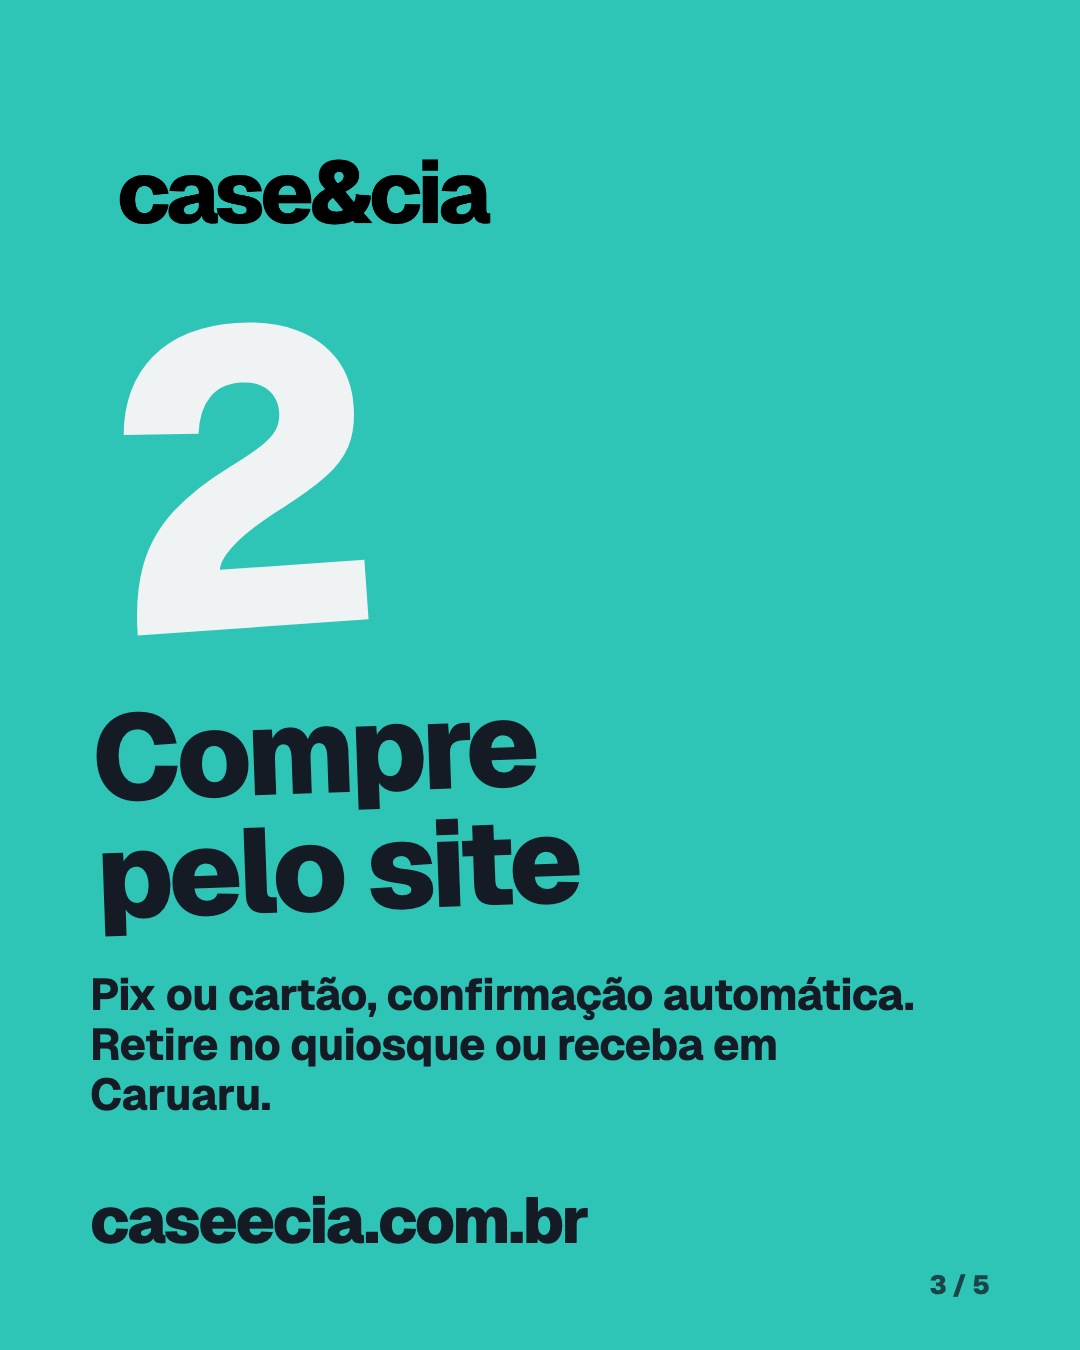 case&cia
2
Compre
pelo site
Pix ou cartão, confirmação automática.
Retire no quiosque ou receba em
Caruaru.
caseecia.com.br
3 / 5